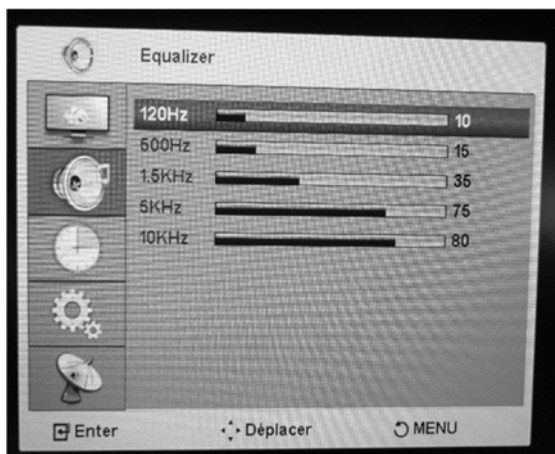 Equalizer
120Hz 10
500Hz 15
1.5KHz 35
5KHz 75
10KHz 80
Enter Déplacer MENU